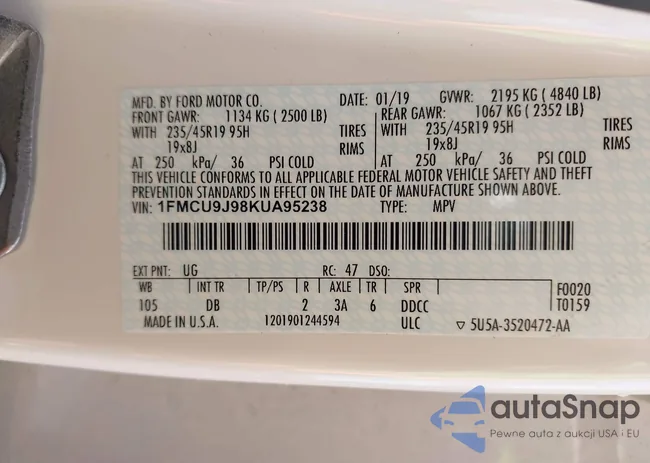 MFD. BY FORD MOTOR CO. DATE: 01/19 GVWR: 2195 KG ( 4840 LB)
FRONT GAWR: 1134 KG ( 2500 LB) REAR GAWR: 1067 KG ( 2352 LB)
WITH 235/45R19 95H TIRES WITH 235/45R19 95H TIRES
19x8J RIMS 19x8J RIMS
AT 250 kPa/ 36 PSI COLD AT 250 kPa/ 36 PSI COLD
THIS VEHICLE CONFORMS TO ALL APPLICABLE FEDERAL MOTOR VEHICLE SAFETY AND THEFT
PREVENTION STANDARDS IN EFFECT ON THE DATE OF MANUFACTURE SHOWN ABOVE.
VIN: 1FMCU9J98KUA95238 TYPE: MPV
EXT PNT: UG RC: 47 DSO:
WB INT TR TP/PS R AXLE TR SPR F0020
105 DB 2 3A 6 DDCC T0159
MADE IN U.S.A. 1201901244594 ULC ▽ 5U5A-3520472-AA
autaSnap
Pewne auta z aukcji USA i EU